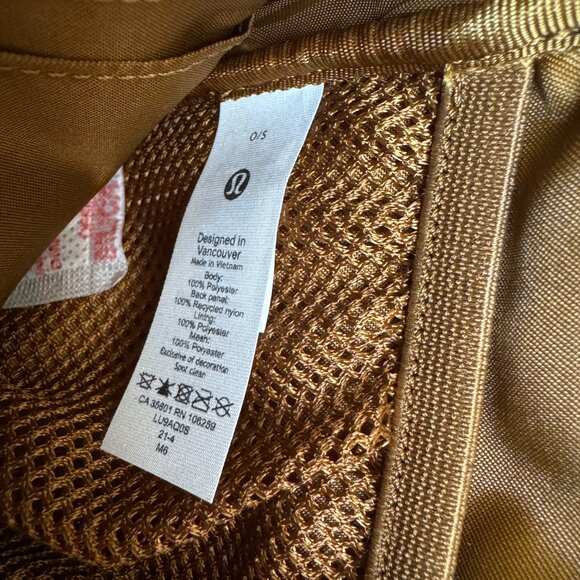 O/S
Designed in
Vancouver
Made in Vietnam
Body:
100% Polyester
Back panel:
100% Recycled nylon
Lining:
100% Polyester
Mesh:
100% Polyester
Exclusive of decoration
Spot clean
CA 35801 RN 106259
LU9AQ0S
21-4
M6